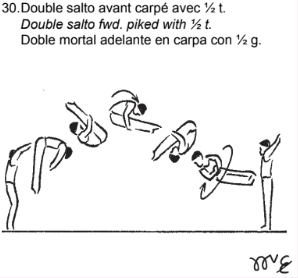 30.Double salto avant carpé avec ½ t.
Double salto fwd. piked with ½ t.
Doble mortal adelante en carpa con ½ g.